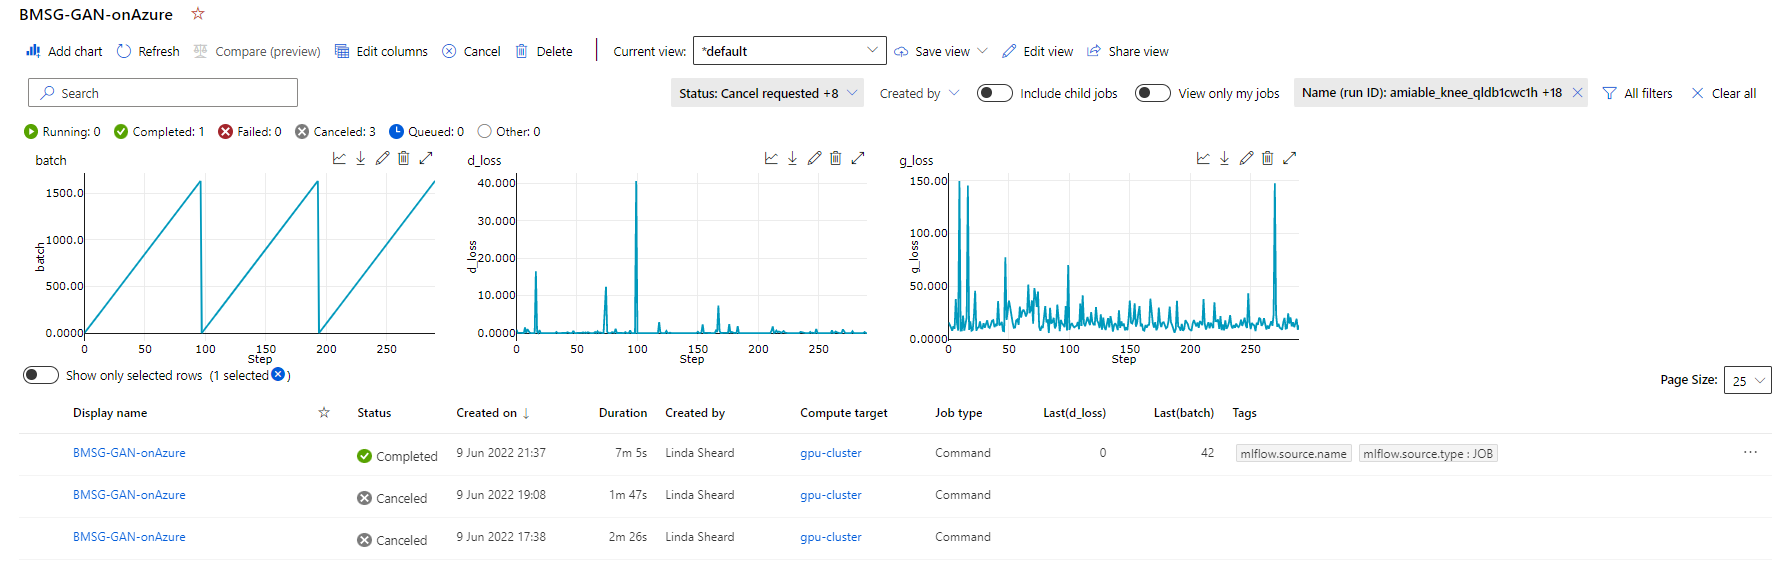 BMSG-GAN-onAzure
Add chart Refresh Compare (preview) Edit columns Cancel Delete Current view: *default Save view Edit view Share view
Search Status: Cancel requested +8 Created by Include child jobs View only my jobs Name (run ID): amiable_knee_qldb1cwc1h +18 All filters Clear all
Running: 0 Completed: 1 Failed: 0 Canceled: 3 Queued: 0 Other: 0
batch
1500.0
1000.0
500.00
0.0000
batch
0 50 100 150 200 250
Step
d_loss
40.000
30.000
20.000
10.000
0.0000
d_loss
0 50 100 150 200 250
Step
g_loss
150.00
100.00
50.000
0.0000
g_loss
0 50 100 150 200 250
Step
Show only selected rows (1 selected )
Page Size: 25
Display name Status Created on ↓ Duration Created by Compute target Job type Last(d_loss) Last(batch) Tags
BMSG-GAN-onAzure Completed 9 Jun 2022 21:37 7m 5s Linda Sheard gpu-cluster Command 0 42 mlflow.source.name mlflow.source.type : JOB ...
BMSG-GAN-onAzure Canceled 9 Jun 2022 19:08 1m 47s Linda Sheard gpu-cluster Command
BMSG-GAN-onAzure Canceled 9 Jun 2022 17:38 2m 26s Linda Sheard gpu-cluster Command